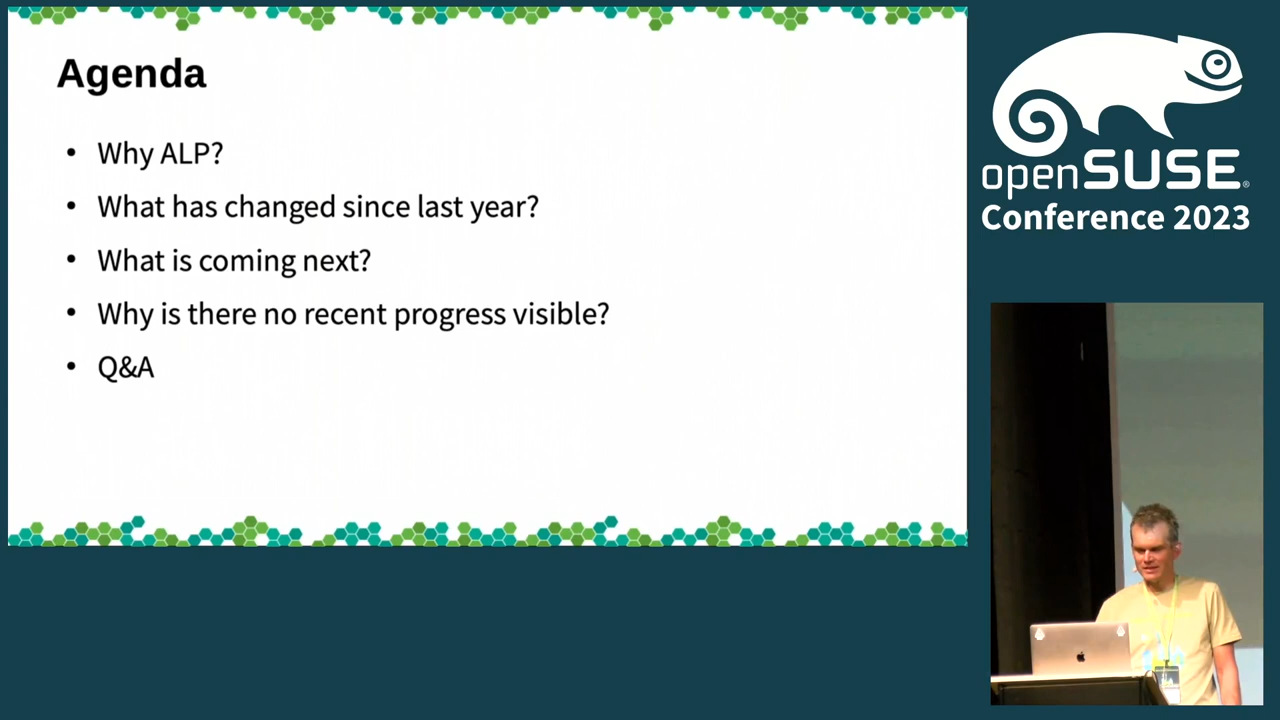 Agenda
• Why ALP?
• What has changed since last year?
• What is coming next?
• Why is there no recent progress visible?
• Q&A
openSUSE®
Conference 2023